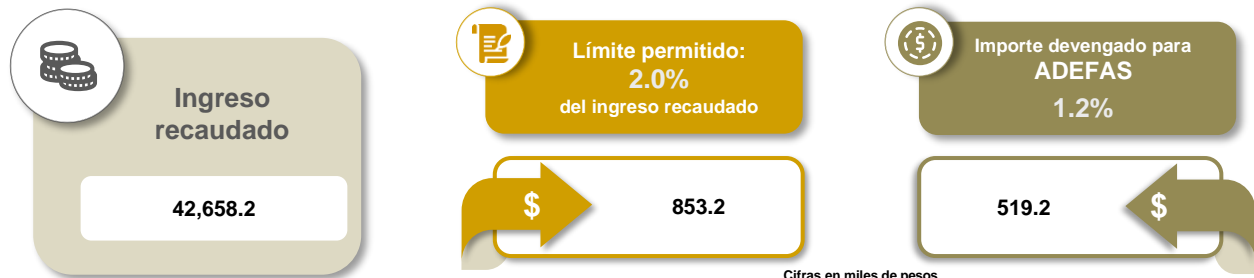 Ingreso
recaudado
42,658.2
Límite permitido:
2.0%
del ingreso recaudado
$
853.2
Importe devengado para
ADEFAS
1.2%
519.2
$
Cifras en miles de pesos